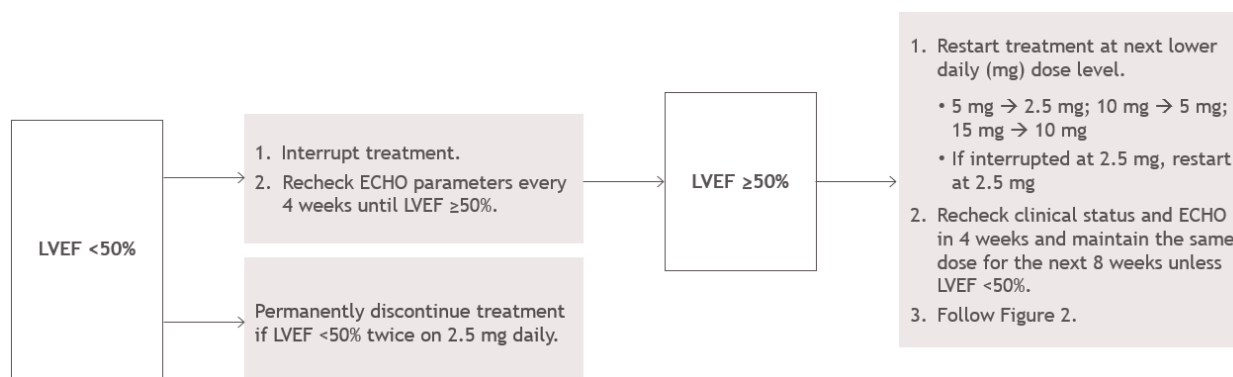 LVEF <50%
1. Interrupt treatment.
2. Recheck ECHO parameters every
4 weeks until LVEF ≥50%.
Permanently discontinue treatment
if LVEF <50% twice on 2.5 mg daily.
LVEF ≥50%
1. Restart treatment at next lower
daily (mg) dose level.
• 5 mg → 2.5 mg; 10 mg → 5 mg;
15 mg → 10 mg
• If interrupted at 2.5 mg, restart
at 2.5 mg
2. Recheck clinical status and ECHO
in 4 weeks and maintain the same
dose for the next 8 weeks unless
LVEF <50%.
3. Follow Figure 2.